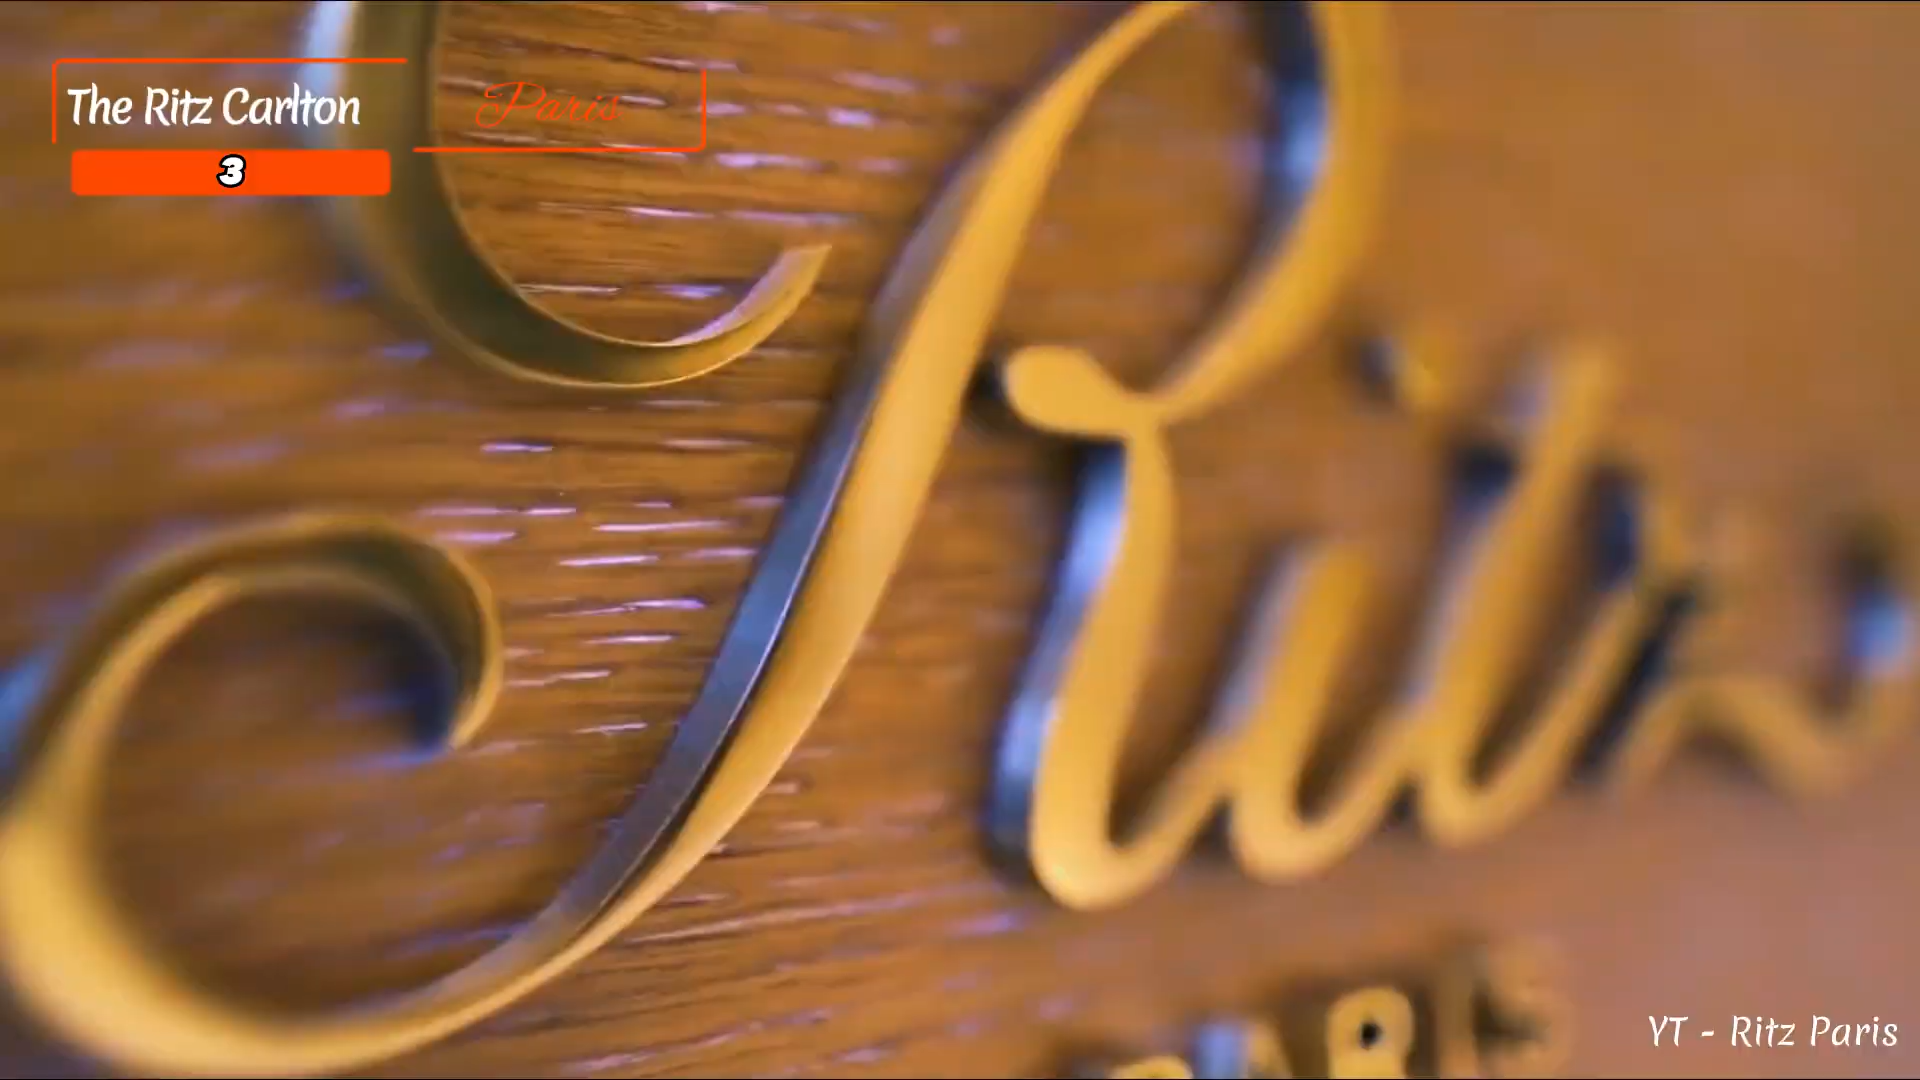 The Ritz Carlton
Paris
3
Ritz
YT - Ritz Paris